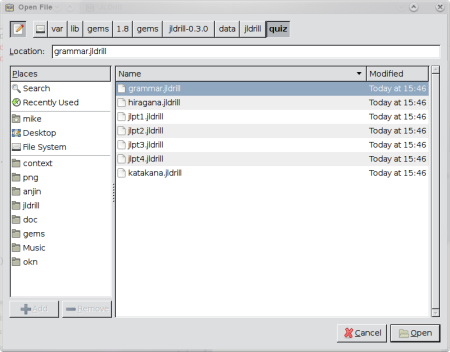 Open File
var lib gems 1.8 gems jldrill-0.3.0 data jldrill quiz
Location: grammar.jldrill
Places
Search
Recently Used
mike
Desktop
File System
context
png
anjin
jldrill
doc
gems
Music
okn
Add Remove
Name Modified
grammar.jldrill Today at 15:46
hiragana.jldrill Today at 15:46
jlpt1.jldrill Today at 15:46
jlpt2.jldrill Today at 15:46
jlpt3.jldrill Today at 15:46
jlpt4.jldrill Today at 15:46
katakana.jldrill Today at 15:46
Cancel Open